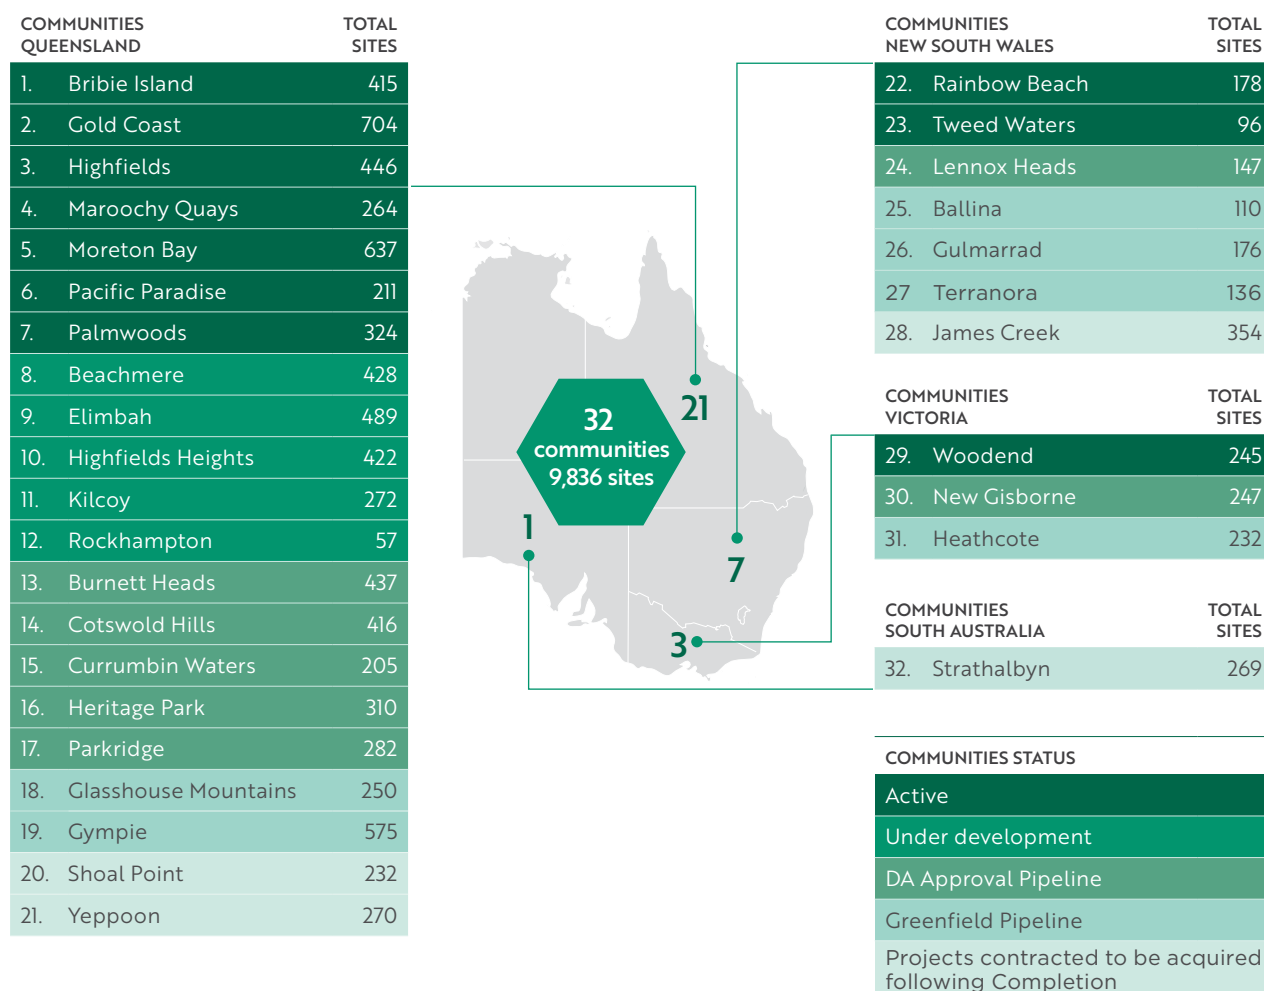 COMMUNITIES TOTAL
QUEENSLAND SITES
1. Bribie Island 415
2. Gold Coast 704
3. Highfields 446
4. Maroochy Quays 264
5. Moreton Bay 637
6. Pacific Paradise 211
7. Palmwoods 324
8. Beachmere 428
9. Elimbah 489
10. Highfields Heights 422
11. Kilcoy 272
12. Rockhampton 57
13. Burnett Heads 437
14. Cotswold Hills 416
15. Currumbin Waters 205
16. Heritage Park 310
17. Parkridge 282
18. Glasshouse Mountains 250
19. Gympie 575
20. Shoal Point 232
21. Yeppoon 270
32
communities
9,836 sites
21
1
7
3
COMMUNITIES TOTAL
NEW SOUTH WALES SITES
22. Rainbow Beach 178
23. Tweed Waters 96
24. Lennox Heads 147
25. Ballina 110
26. Gulmarrad 176
27 Terranora 136
28. James Creek 354
COMMUNITIES TOTAL
VICTORIA SITES
29. Woodend 245
30. New Gisborne 247
31. Heathcote 232
COMMUNITIES TOTAL
SOUTH AUSTRALIA SITES
32. Strathalbyn 269
COMMUNITIES STATUS
Active
Under development
DA Approval Pipeline
Greenfield Pipeline
Projects contracted to be acquired
following Completion